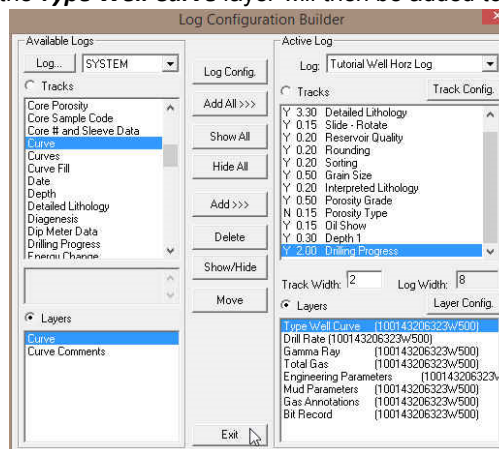 the Type Well Curve layer will then be added to
Log Configuration Builder
Available Logs
Log... SYSTEM
Tracks
Core Porosity
Core Sample Code
Core # and Sleeve Data
Curve
Curves
Curve Fill
Date
Depth
Detailed Lithology
Diagenesis
Dip Meter Data
Drilling Progress
Energy Change
Layers
Curve
Curve Comments
Log Config.
Add All >>>
Show All
Hide All
Add >>>
Delete
Show/Hide
Move
Exit
Active Log
Log: Tutorial Well Horz Log
Tracks Track Config.
Y 3.30 Detailed Lithology
Y 0.15 Slide - Rotate
Y 0.20 Reservoir Quality
Y 0.20 Rounding
Y 0.20 Sorting
Y 0.50 Grain Size
Y 0.20 Interpreted Lithology
Y 0.50 Porosity Grade
N 0.15 Porosity Type
Y 0.15 Oil Show
Y 0.30 Depth 1
Y 2.00 Drilling Progress
Track Width: 2 Log Width: 8
Layers Layer Config.
Type Well Curve (100143206323W500)
Drill Rate (100143206323W500)
Gamma Ray (100143206323W500)
Total Gas (100143206323W500)
Engineering Parameters (100143206323W
Mud Parameters (100143206323W500)
Gas Annotations (100143206323W500)
Bit Record (100143206323W500)